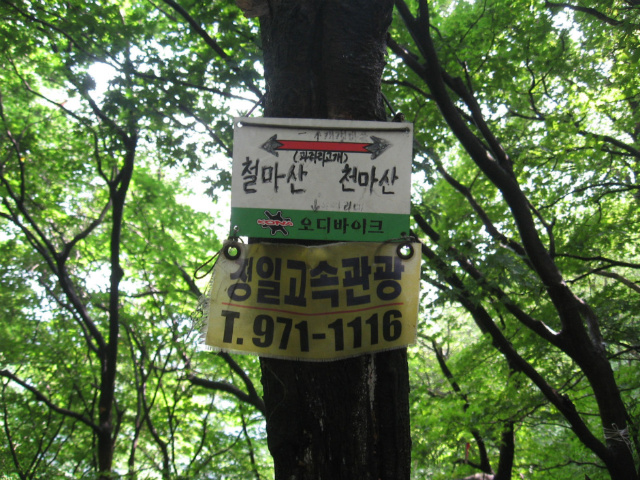 (과라리고개)
철마산 천마산
오디바이크
정일고속관광
T. 971-1116